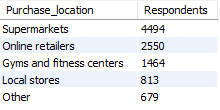 Purchase_location Respondents
Supermarkets 4494
Online retailers 2550
Gyms and fitness centers 1464
Local stores 813
Other 679